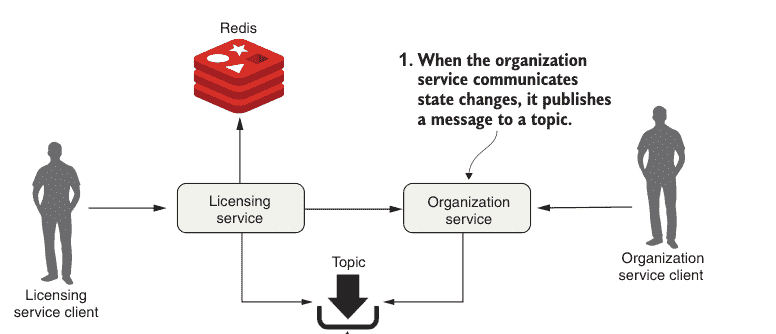 Redis
1. When the organization
service communicates
state changes, it publishes
a message to a topic.
Licensing
service
Organization
service
Topic
Organization
service client
Licensing
service client